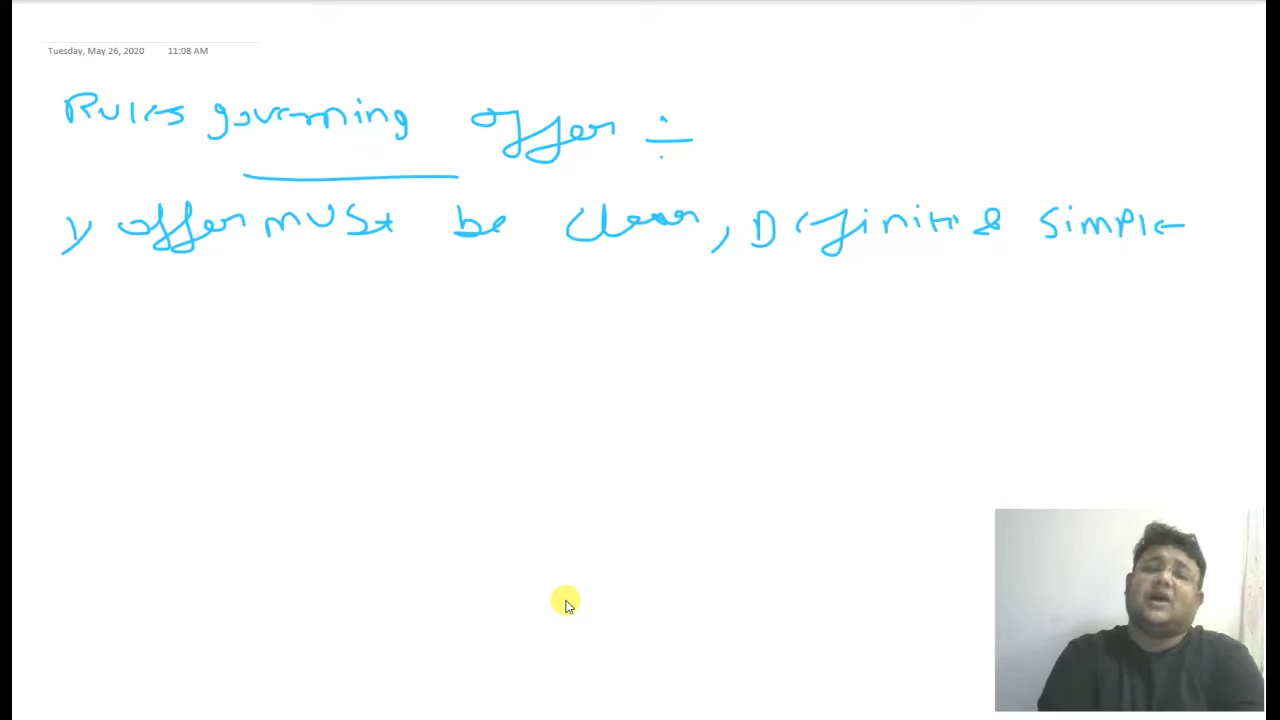 Tuesday, May 26, 2020 11:08 AM
Rules governing offer :-
1) offer must be clear, Definite & simple